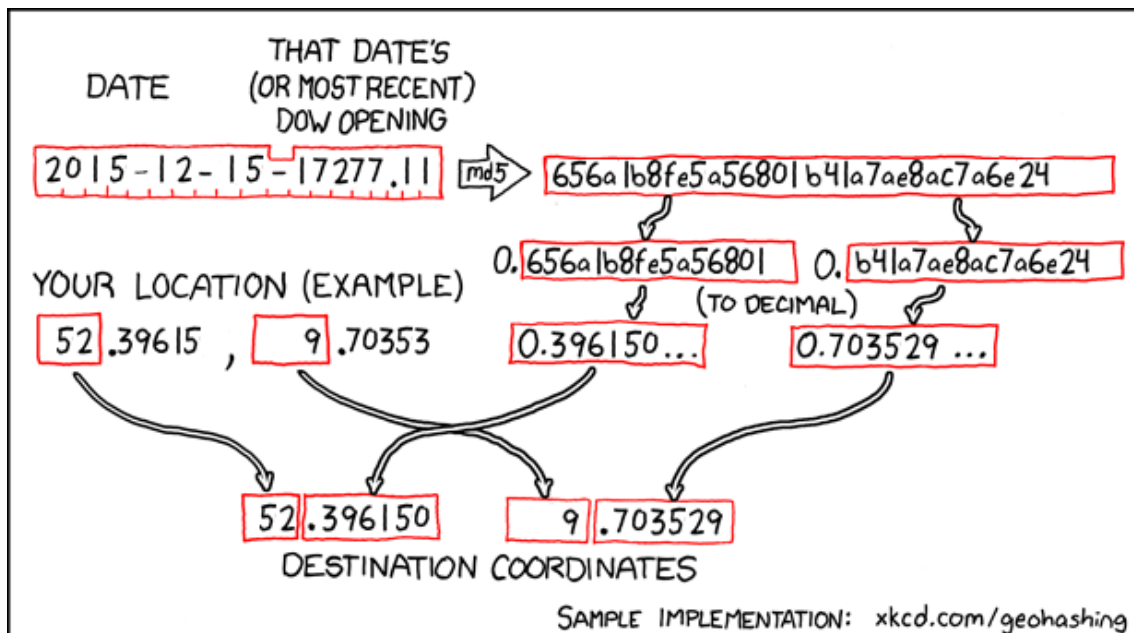 DATE
THAT DATE'S
(OR MOST RECENT)
DOW OPENING
2015-12-15-17277.11
md5
656a1b8fe5a56801b41a7ae8ac7a6e24
0.656a1b8fe5a56801
0.b41a7ae8ac7a6e24
YOUR LOCATION (EXAMPLE)
(TO DECIMAL)
52.39615, 9.70353
0.396150...
0.703529...
52.396150
9.703529
DESTINATION COORDINATES
SAMPLE IMPLEMENTATION: xkcd.com/geohashing